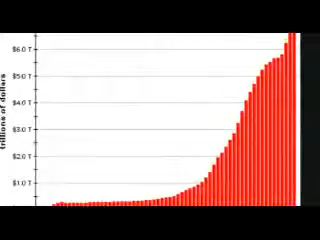 $6.0 T
$5.0 T
$4.0 T
$3.0 T
$2.0 T
$1.0 T
trillions of dollars